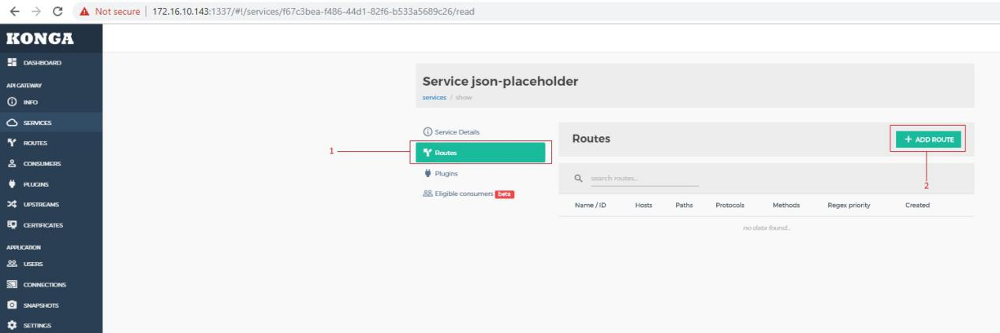 Not secure | 172.16.10.143:1337/#!/services/f67c3bea-f486-44d1-82f6-b533a5689c26/read
KONGA
DASHBOARD
API GATEWAY
INFO
SERVICES
ROUTES
CONSUMERS
PLUGINS
UPSTREAMS
CERTIFICATES
APPLICATION
USERS
CONNECTIONS
SNAPSHOTS
SETTINGS
Service json-placeholder
services / show
Service Details
1
Routes
Plugins
Eligible consumers beta
Routes
+ ADD ROUTE
2
search routes...
Name / ID Hosts Paths Protocols Methods Regex priority Created
no data found...